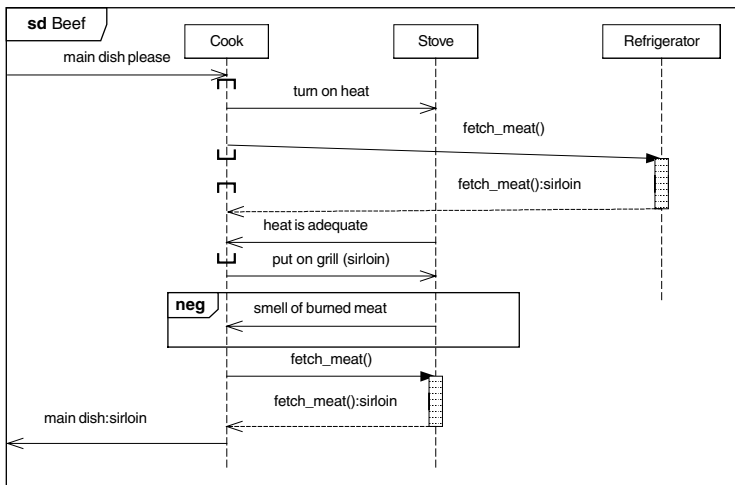 sd Beef
Cook
Stove
Refrigerator
main dish please
turn on heat
fetch_meat()
fetch_meat():sirloin
heat is adequate
put on grill (sirloin)
neg
smell of burned meat
fetch_meat()
fetch_meat():sirloin
main dish:sirloin